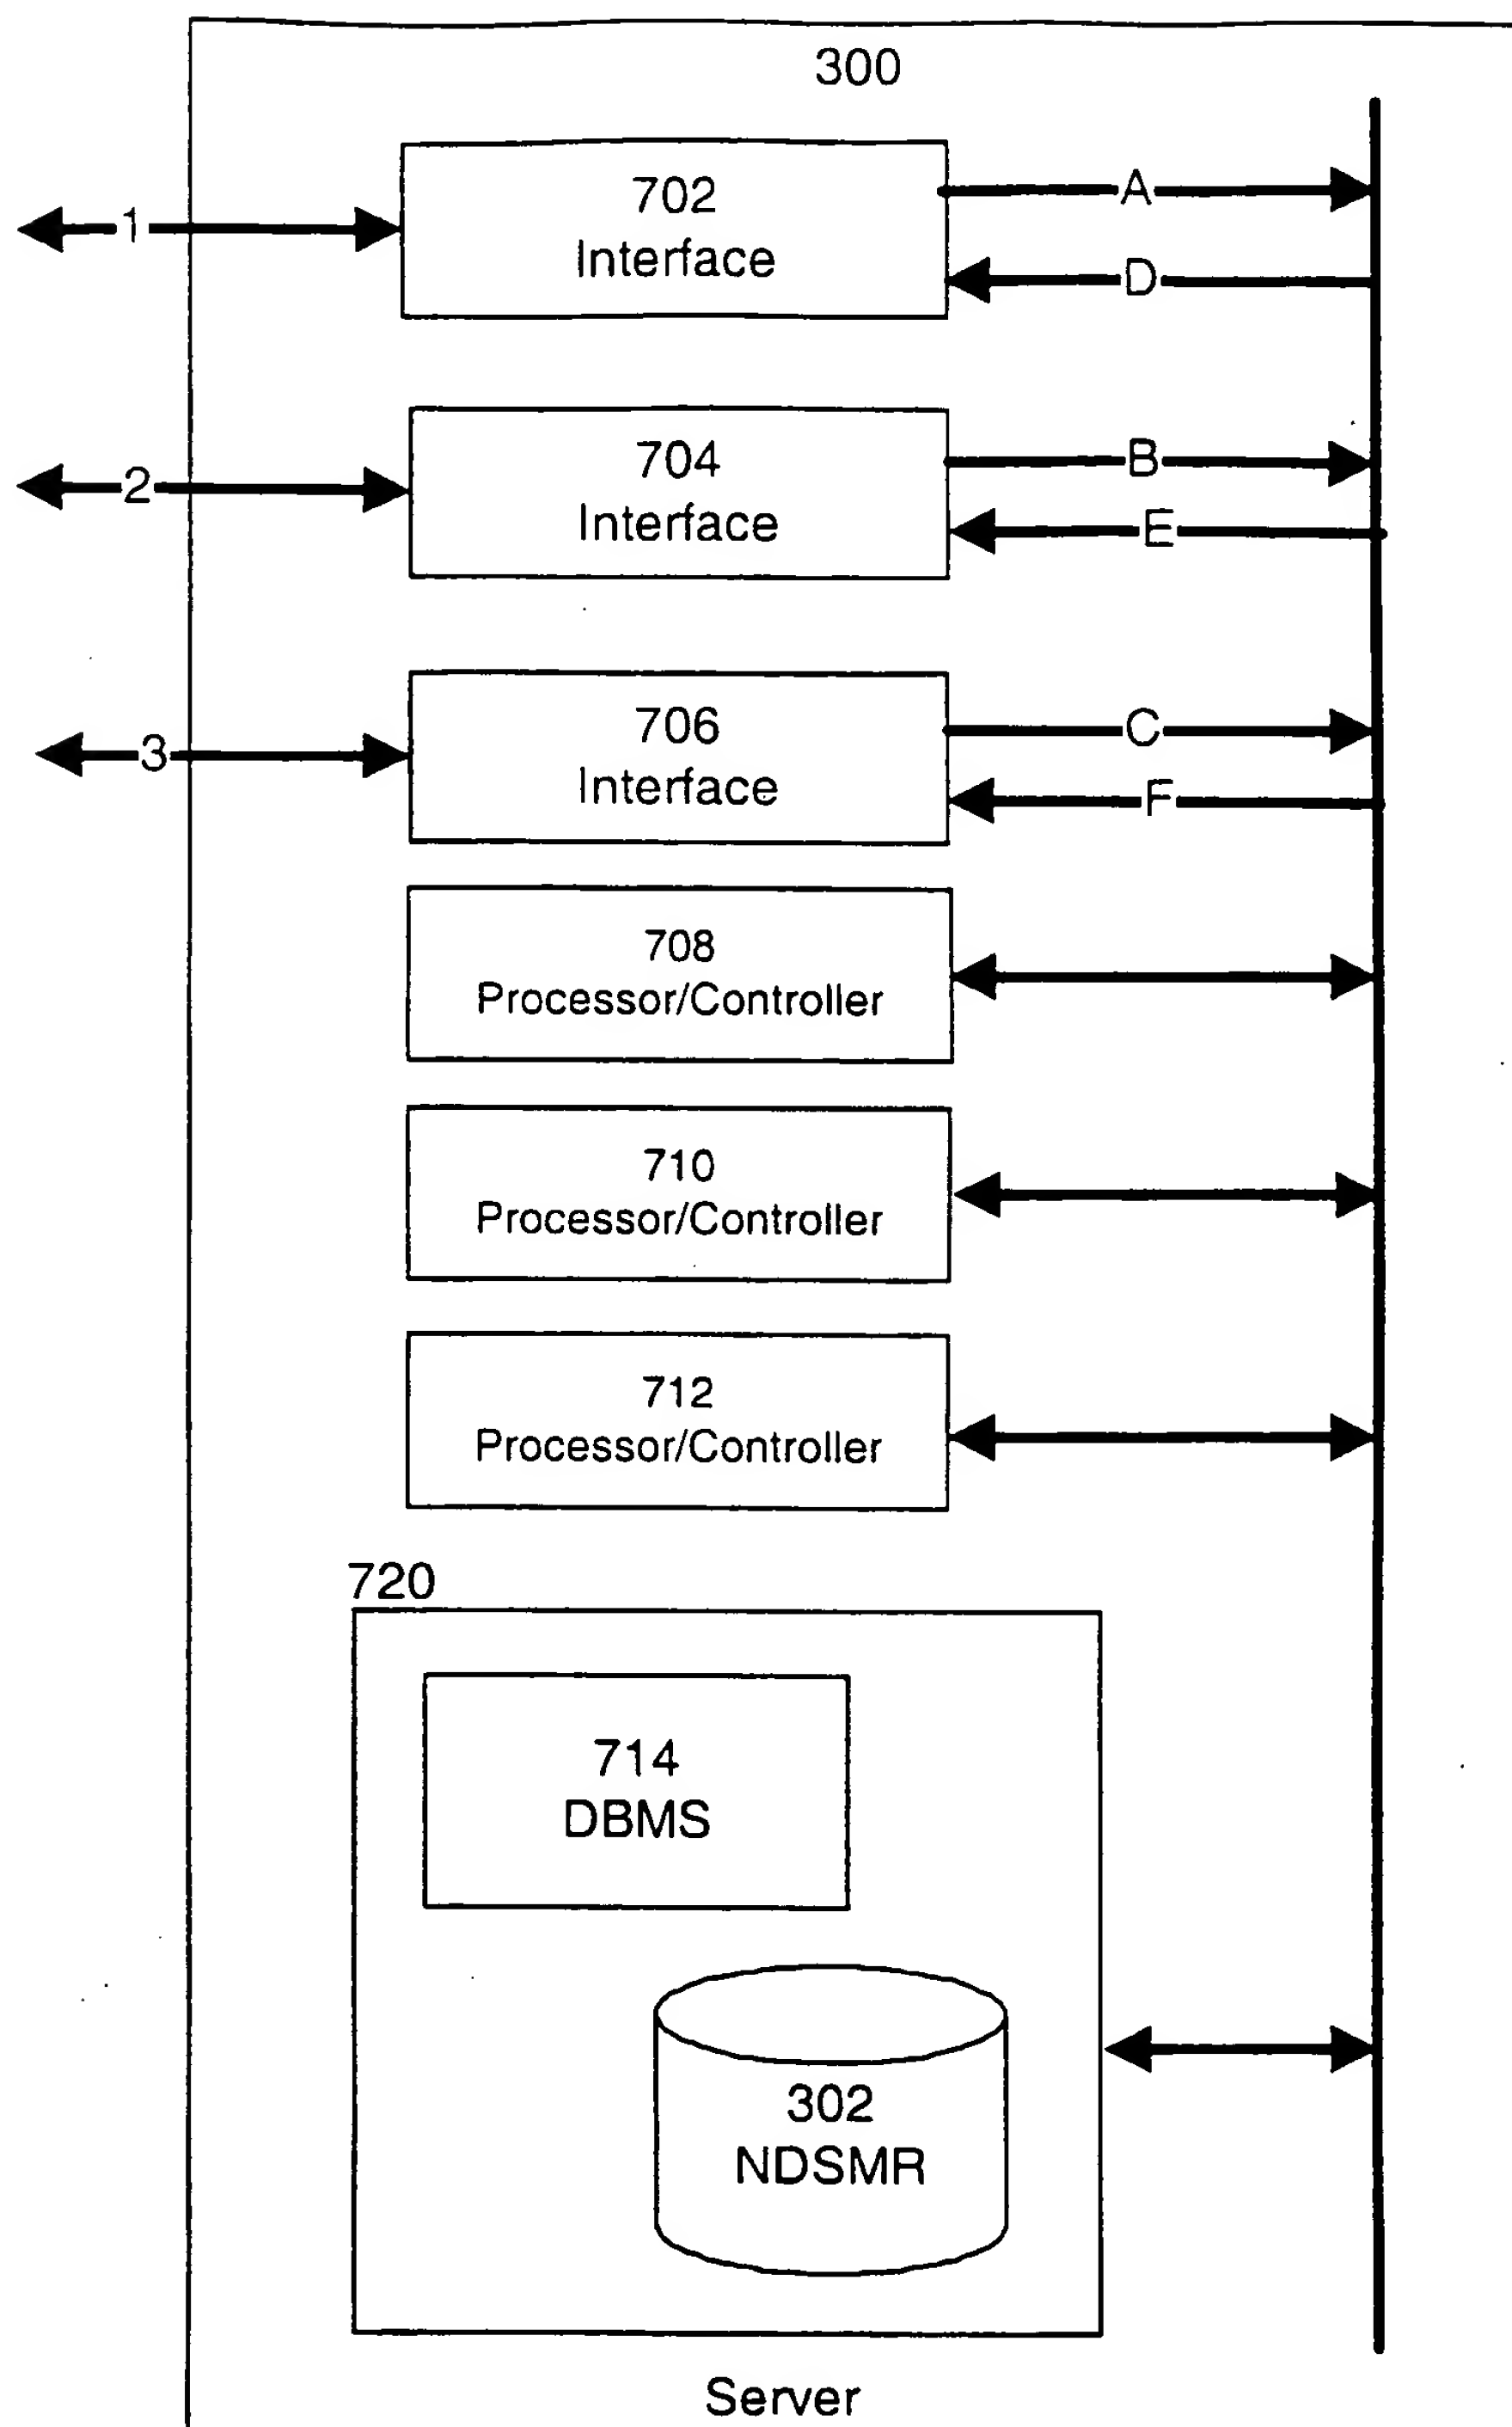 300
702
Interface
A
1
D
704
Interface
B
2
E
706
Interface
C
3
F
708
Processor/Controller
710
Processor/Controller
712
Processor/Controller
720
714
DBMS
302
NDSMR
Server